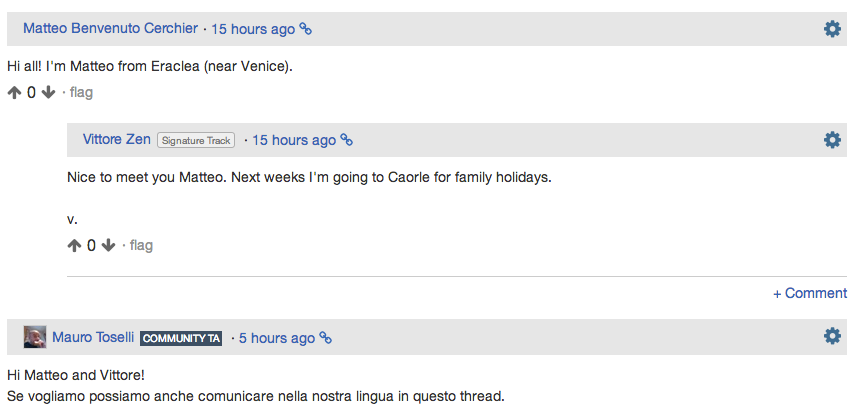 Matteo Benvenuto Cerchier · 15 hours ago
Hi all! I'm Matteo from Eraclea (near Venice).
0 · flag
Vittore Zen Signature Track · 15 hours ago
Nice to meet you Matteo. Next weeks I'm going to Caorle for family holidays.
v.
0 · flag
+ Comment
Mauro Toselli COMMUNITY TA · 5 hours ago
Hi Matteo and Vittore!
Se vogliamo possiamo anche comunicare nella nostra lingua in questo thread.